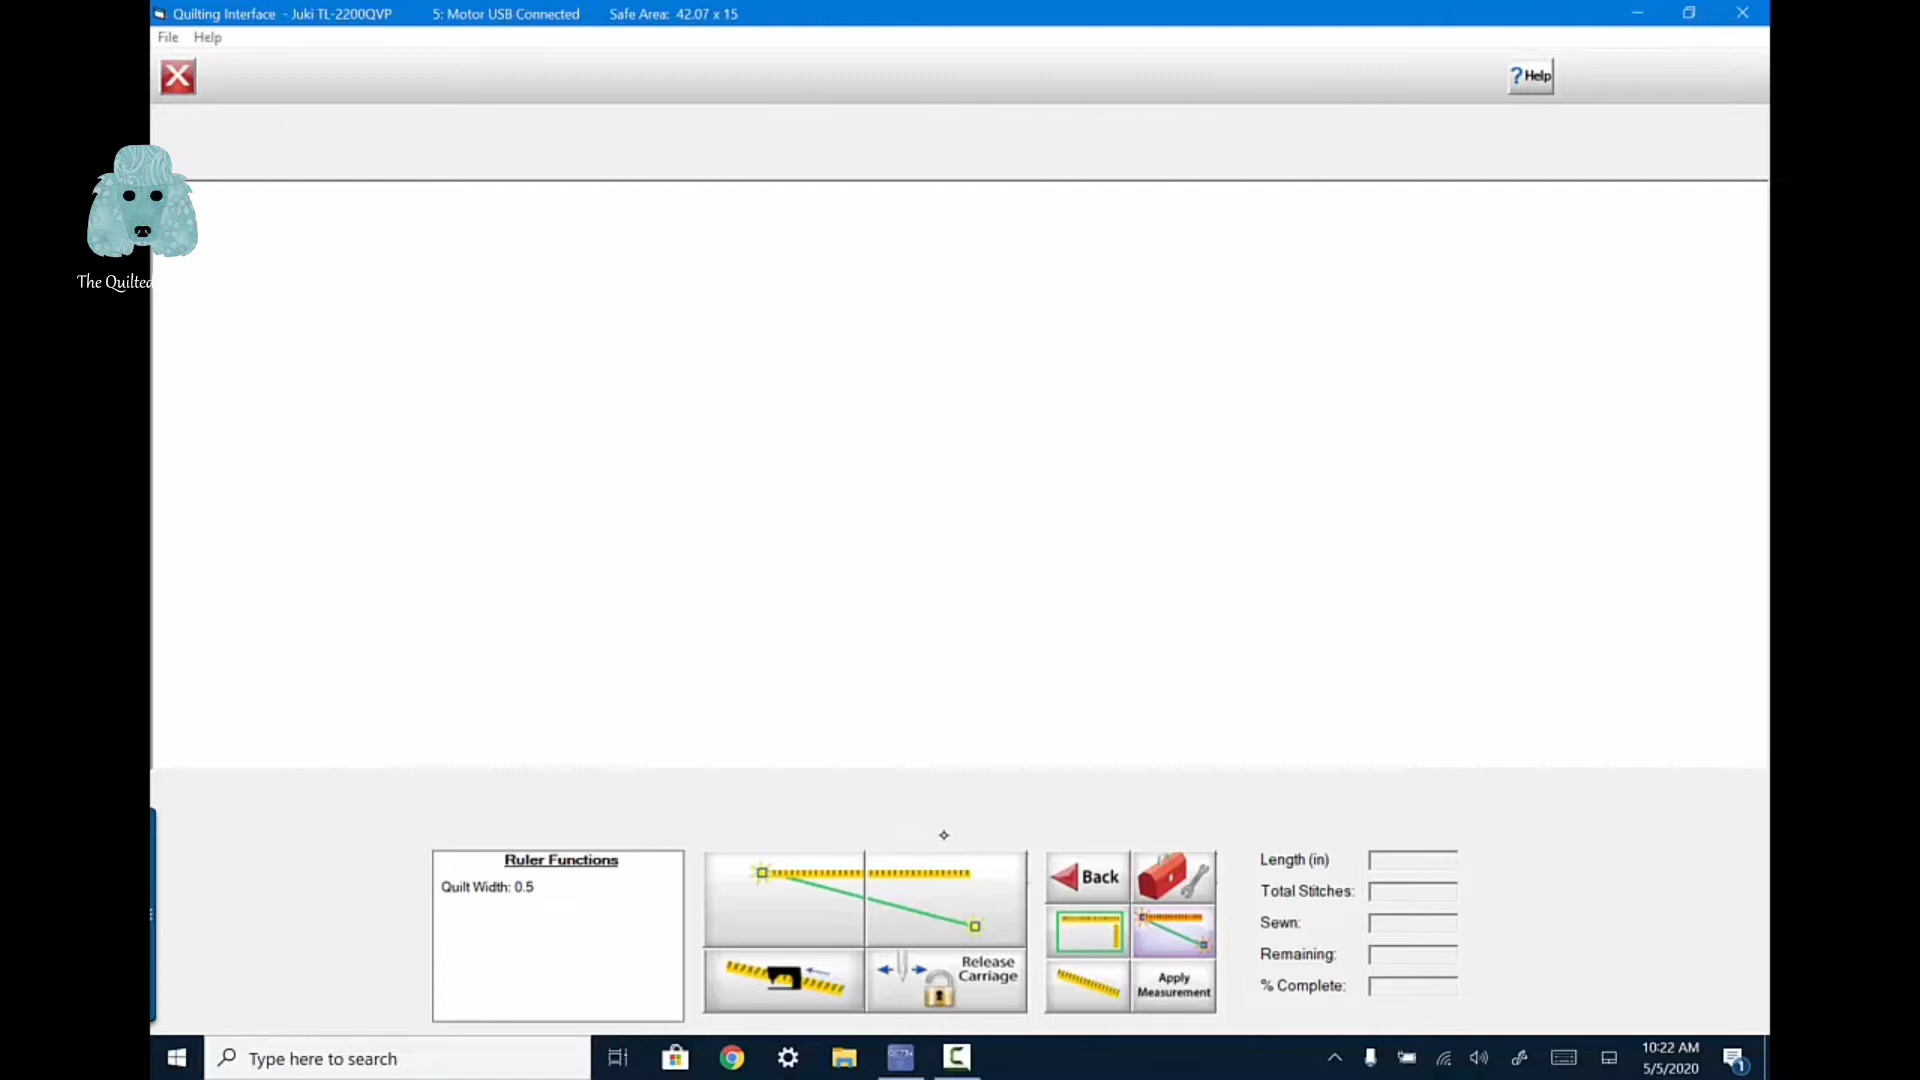 Quilting Interface - Juki TL-2200QVP 5: Motor USB Connected Safe Area: 42.07 x 15
File Help
? Help
The Quilted
Ruler Functions
Quilt Width: 0.5
Release
Carriage
Back
Apply
Measurement
Length (in)
Total Stitches:
Sewn:
Remaining:
% Complete:
Type here to search
10:22 AM
5/5/2020
1